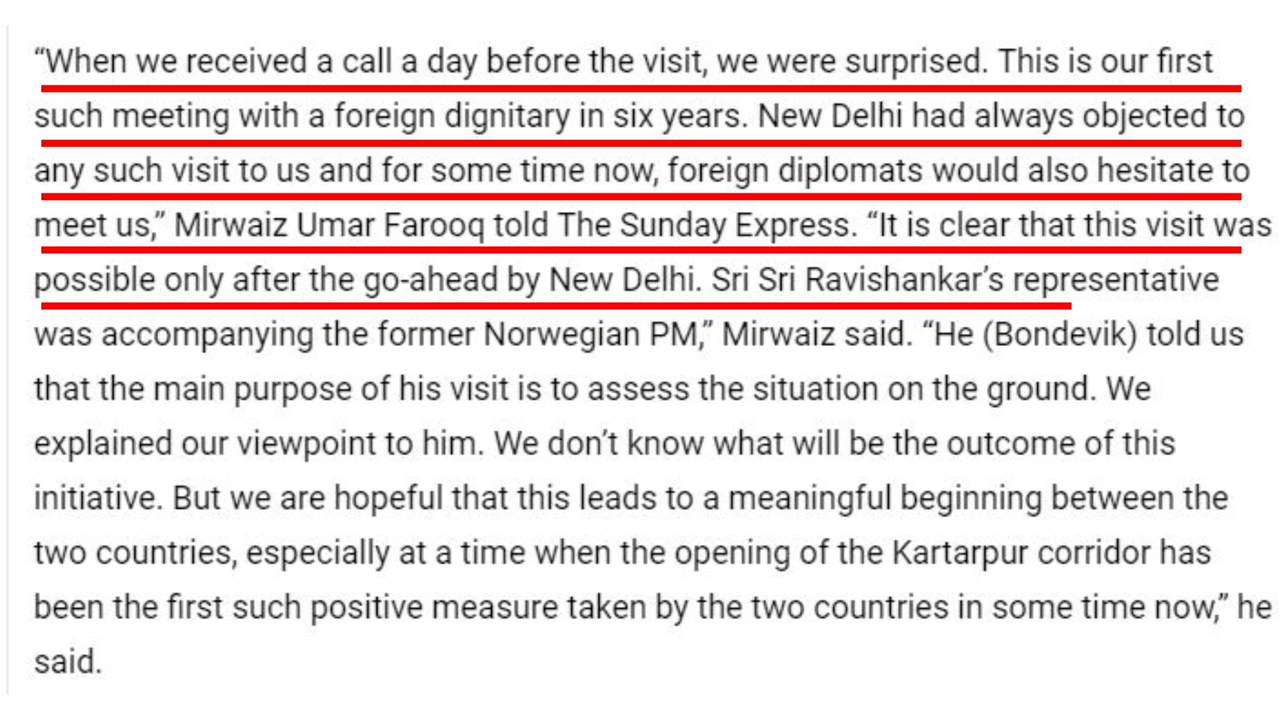 “When we received a call a day before the visit, we were surprised. This is our first
such meeting with a foreign dignitary in six years. New Delhi had always objected to
any such visit to us and for some time now, foreign diplomats would also hesitate to
meet us,” Mirwaiz Umar Farooq told The Sunday Express. “It is clear that this visit was
possible only after the go-ahead by New Delhi. Sri Sri Ravishankar’s representative
was accompanying the former Norwegian PM,” Mirwaiz said. “He (Bondevik) told us
that the main purpose of his visit is to assess the situation on the ground. We
explained our viewpoint to him. We don’t know what will be the outcome of this
initiative. But we are hopeful that this leads to a meaningful beginning between the
two countries, especially at a time when the opening of the Kartarpur corridor has
been the first such positive measure taken by the two countries in some time now,” he
said.